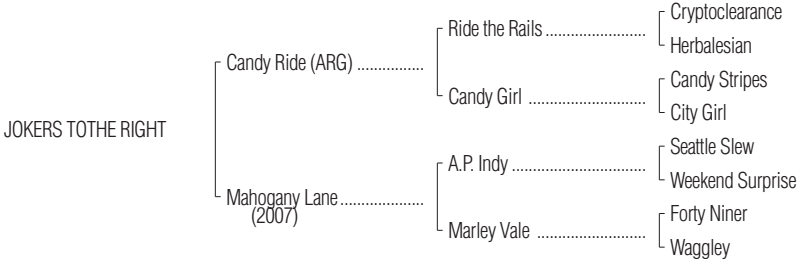 Cryptoclearance
Ride the Rails ........................
Herbalesian
Candy Ride (ARG) ................
Candy Stripes
Candy Girl ............................
City Girl
JOKERS TOTHE RIGHT
Seattle Slew
A.P. Indy ................................
Weekend Surprise
Mahogany Lane ....................
(2007)
Forty Niner
Marley Vale ..........................
Waggley